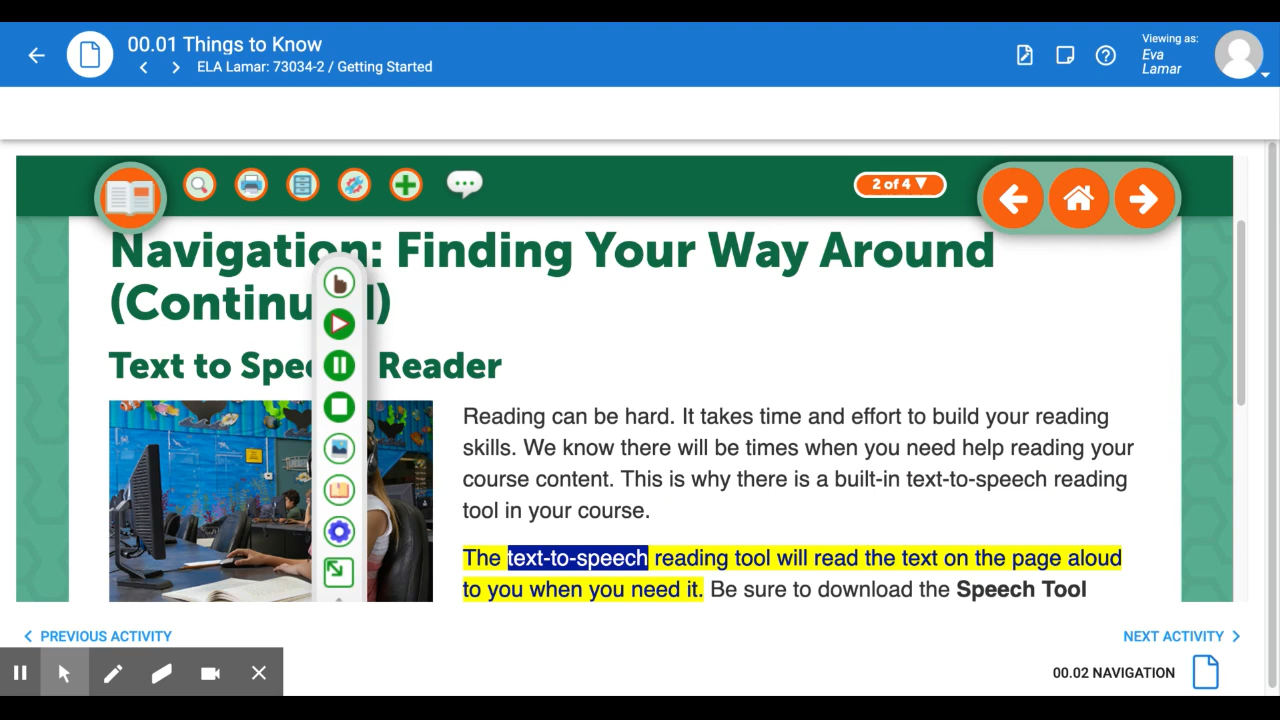 00.01 Things to Know
ELA Lamar: 73034-2 / Getting Started
Viewing as:
Eva
Lamar
2 of 4 ▼
Navigation: Finding Your Way Around
(Continu d)
Text to Spe Reader
Reading can be hard. It takes time and effort to build your reading
skills. We know there will be times when you need help reading your
course content. This is why there is a built-in text-to-speech reading
tool in your course.
The text-to-speech reading tool will read the text on the page aloud
to you when you need it. Be sure to download the Speech Tool
PREVIOUS ACTIVITY
NEXT ACTIVITY
00.02 NAVIGATION